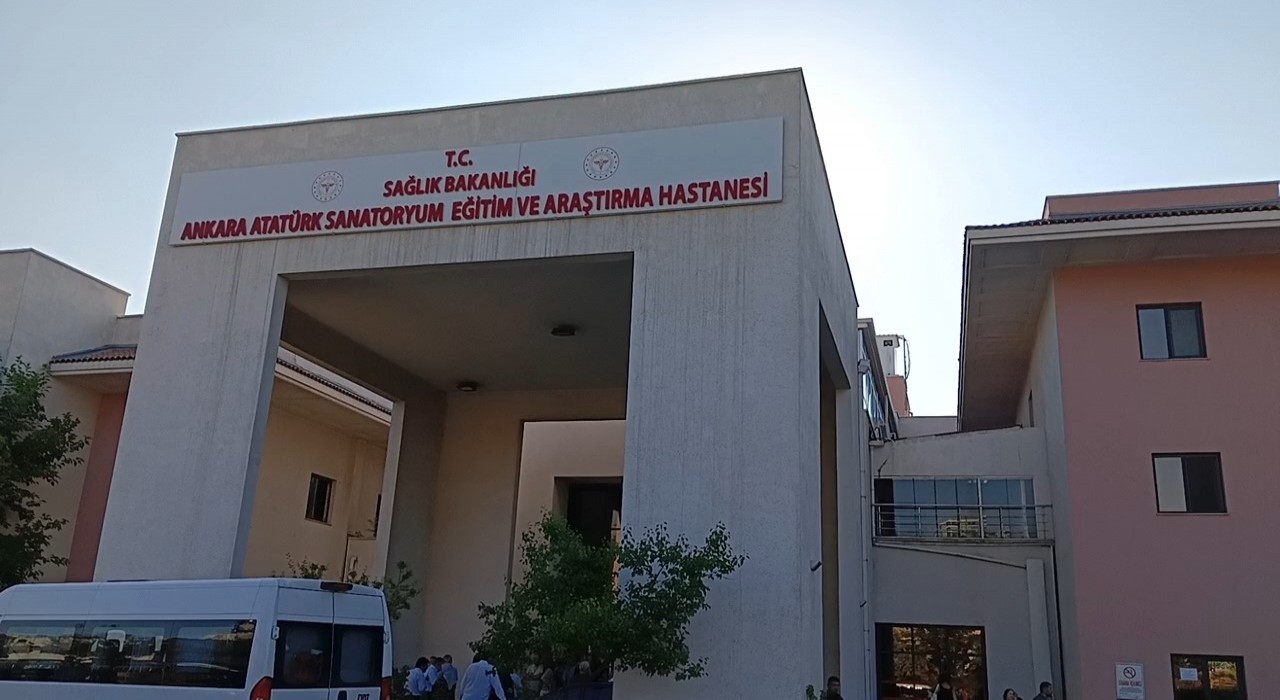 T.C.
SAĞLIK BAKANLIĞI
ANKARA ATATÜRK SANATORYUM EĞİTİM VE ARAŞTIRMA HASTANESİ